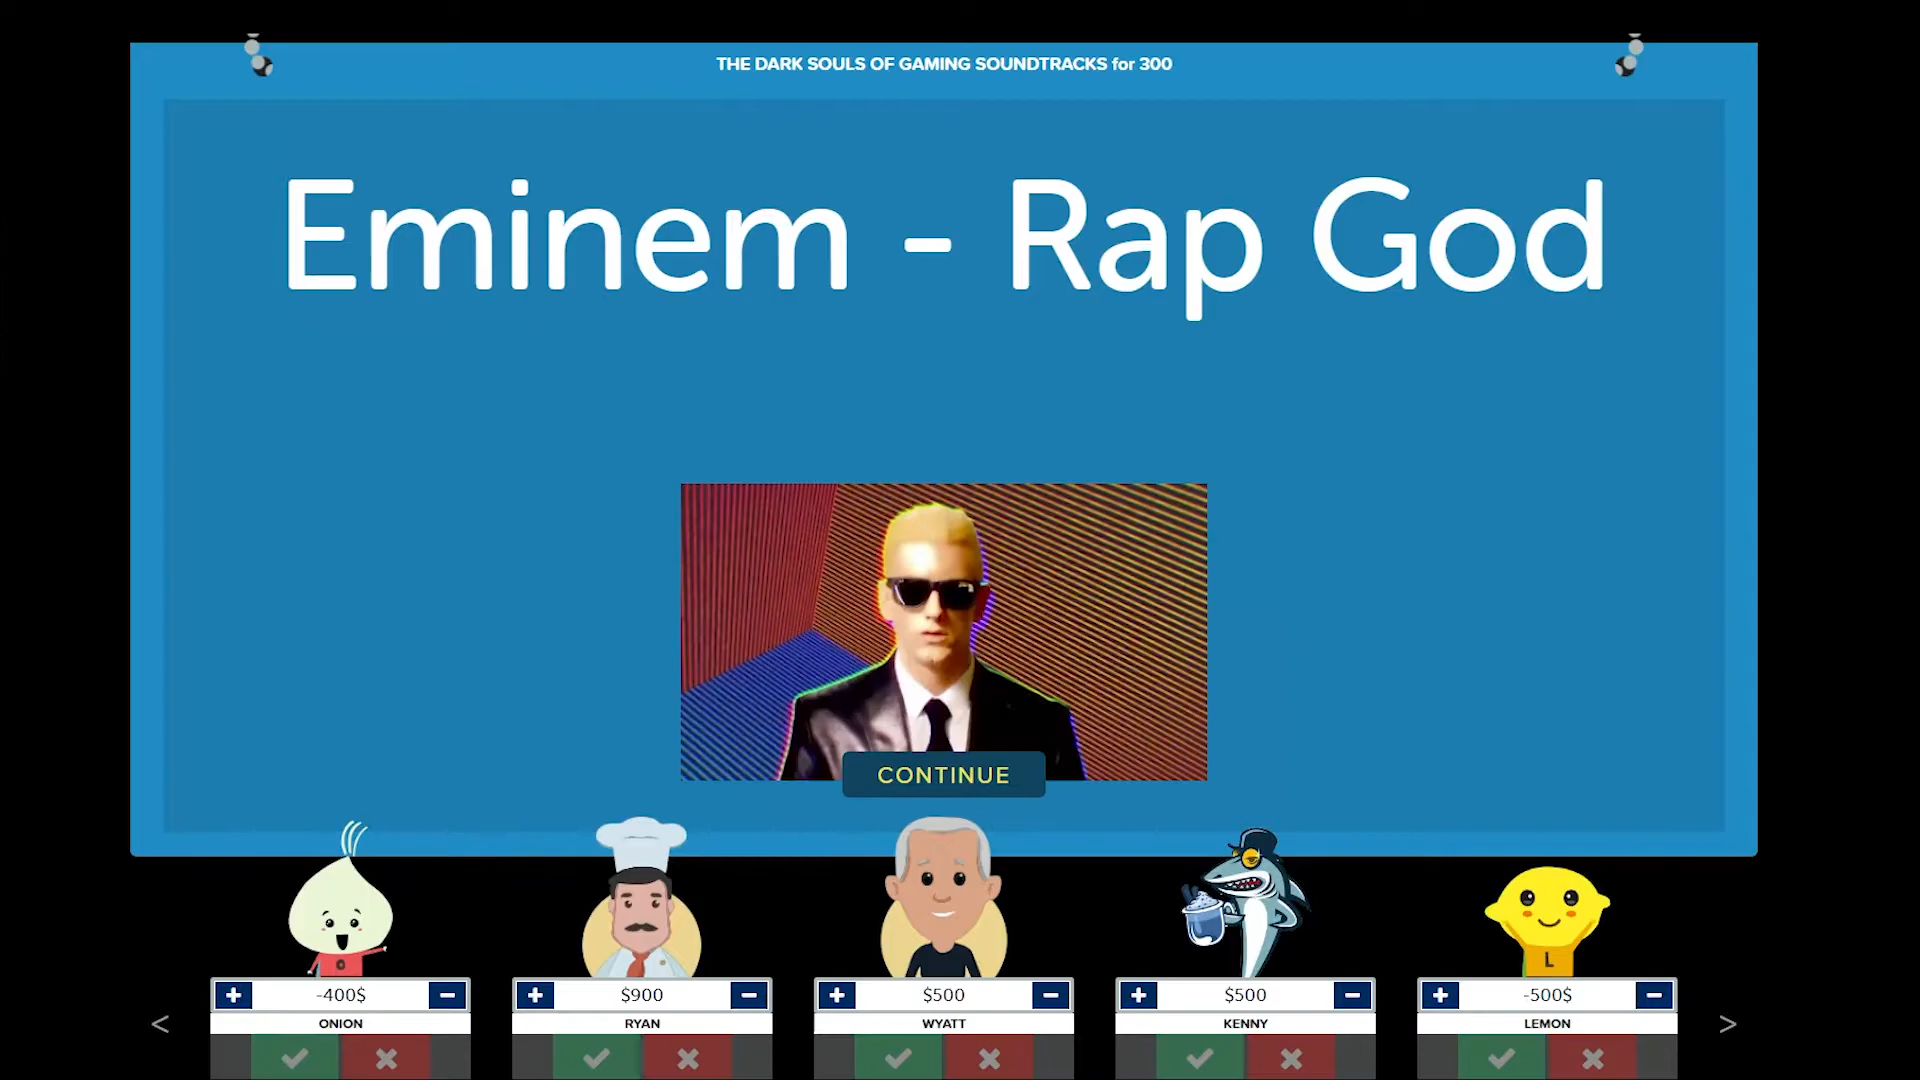 THE DARK SOULS OF GAMING SOUNDTRACKS for 300
Eminem - Rap God
CONTINUE
O
L
+ -400$ −
+ $900 −
+ $500 −
+ $500 −
+ -500$ −
< ONION RYAN WYATT KENNY LEMON >